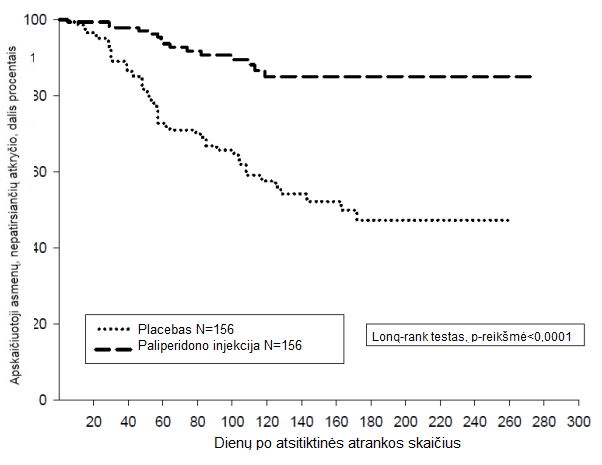 Apskaičiuotoji asmenų, nepatirsiančių atkryčio, dalis procentais
100
1
80
60
40
20
0
Placebas N=156
Paliperidono injekcija N=156
Lonq-rank testas, p-reikšmė<0,0001
20 40 60 80 100 120 140 160 180 200 220 240 260 280 300
Dienų po atsitiktinės atrankos skaičius